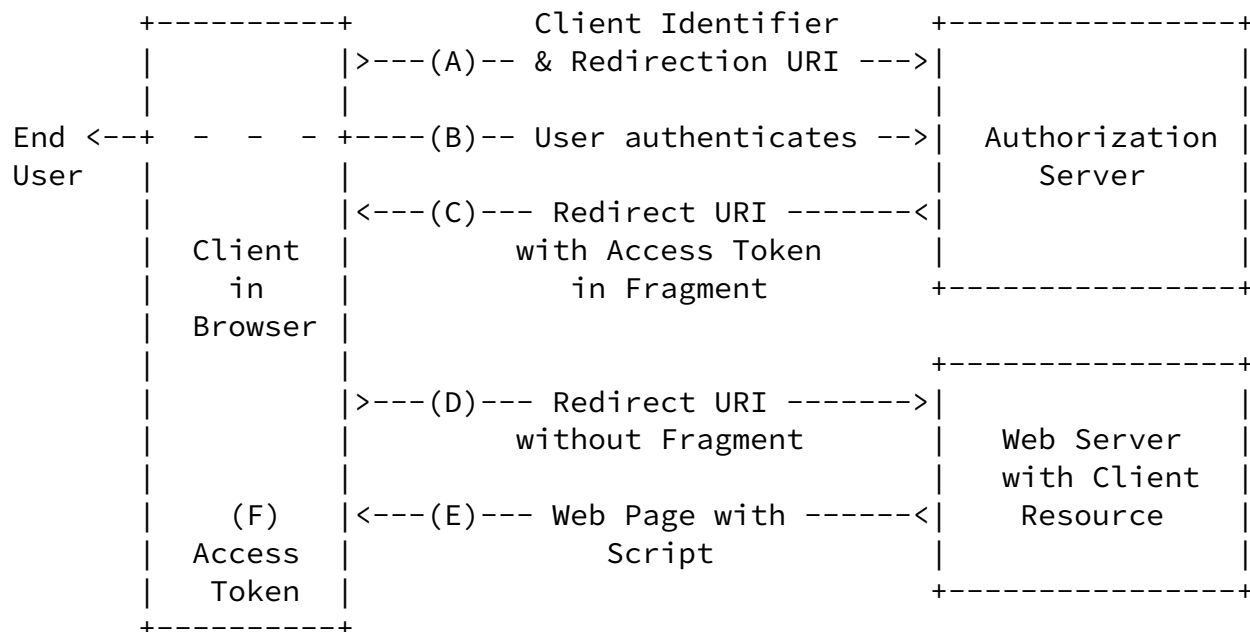 +----------+          Client Identifier     +----------------+
     |          |>---(A)-- & Redirection URI --->|                |
     |          |                                |                |
End <--+  -  -  - +----(B)-- User authenticates -->|  Authorization |
User   |          |                                |     Server     |
     |          |<---(C)--- Redirect URI -------<|                |
     |  Client  |         with Access Token      |                |
     |    in    |            in Fragment         +----------------+
     |  Browser |
     |          |                                +----------------+
     |          |>---(D)--- Redirect URI ------->|                |
     |          |         without Fragment       |   Web Server   |
     |          |                                |   with Client  |
     |    (F)   |<---(E)--- Web Page with ------<|    Resource    |
     |  Access  |              Script            |                |
     |   Token  |                                +----------------+
     +----------+